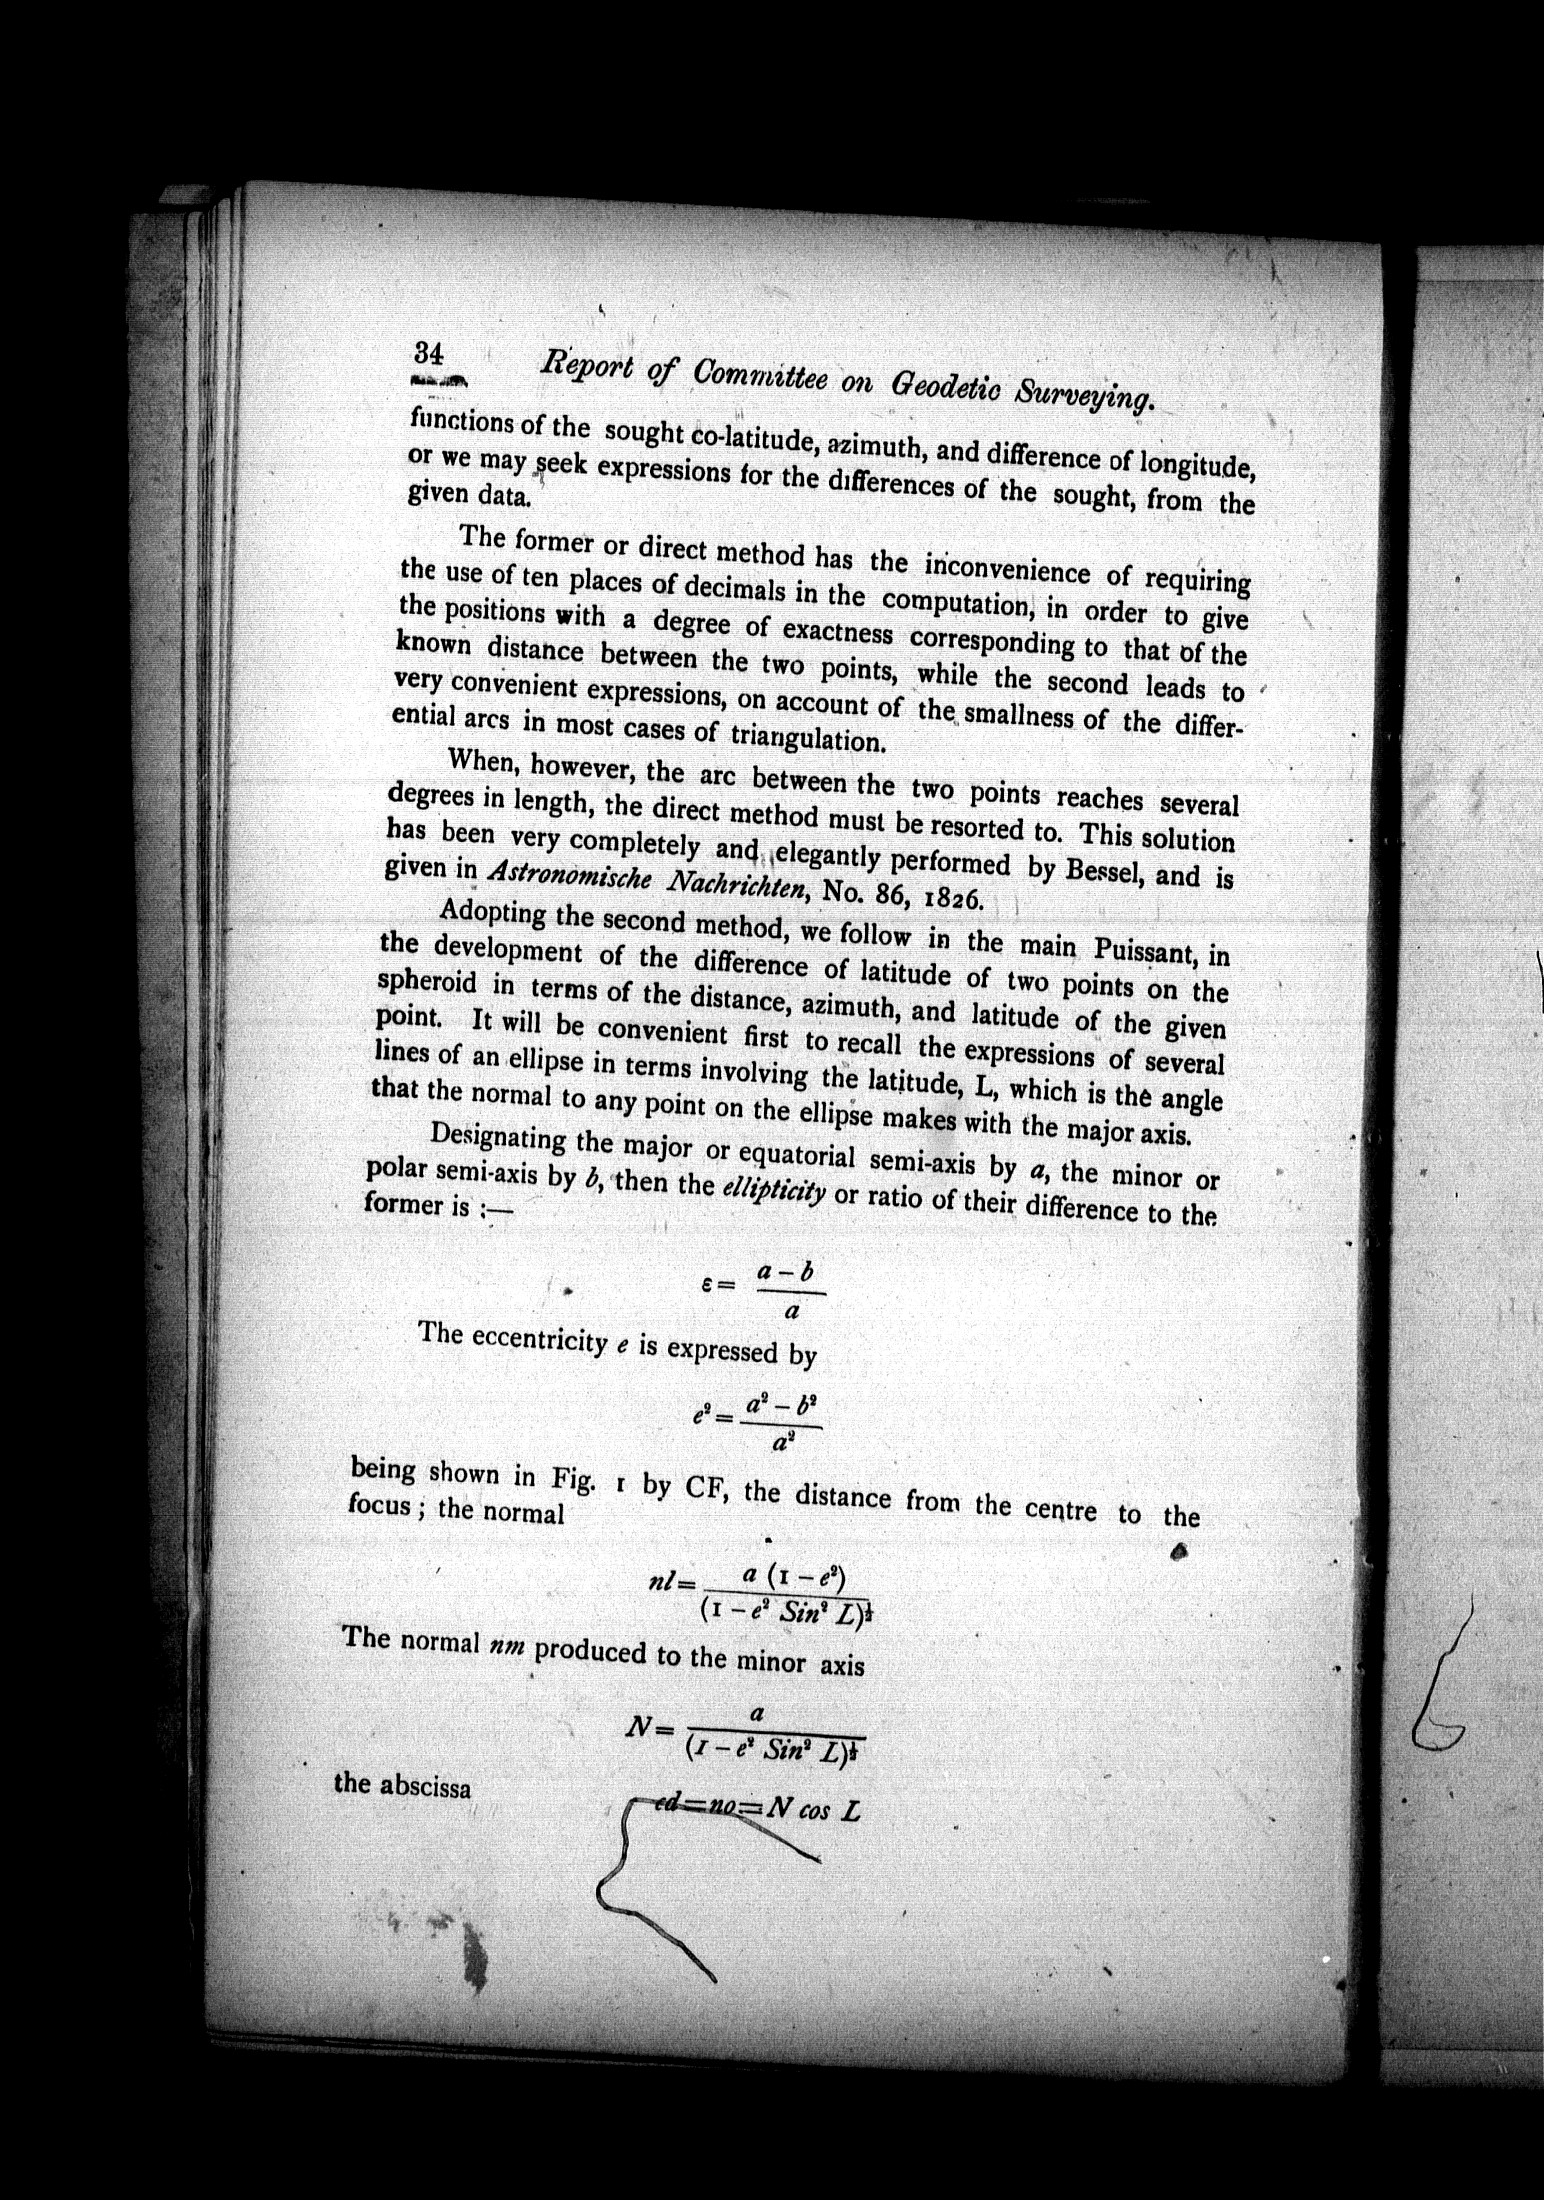 34 Report of Committee on Geodetic Surveying.
functions of the sought co-latitude, azimuth, and difference of longitude,
or we may seek expressions for the differences of the sought, from the
given data.
The former or direct method has the inconvenience of requiring
the use of ten places of decimals in the computation, in order to give
the positions with a degree of exactness corresponding to that of the
known distance between the two points, while the second leads to
very convenient expressions, on account of the smallness of the differ-
ential arcs in most cases of triangulation.
When, however, the arc between the two points reaches several
degrees in length, the direct method must be resorted to. This solution
has been very completely and elegantly performed by Bessel, and is
given in Astronomische Nachrichten, No. 86, 1826.
Adopting the second method, we follow in the main Puissant, in
the development of the difference of latitude of two points on the
spheroid in terms of the distance, azimuth, and latitude of the given
point. It will be convenient first to recall the expressions of several
lines of an ellipse in terms involving the latitude, L, which is the angle
that the normal to any point on the ellipse makes with the major axis.
Designating the major or equatorial semi-axis by a, the minor or
polar semi-axis by b, then the ellipticity or ratio of their difference to the
former is :—
ε = a – b
a
The eccentricity e is expressed by
e² = a² – b²
a²
being shown in Fig. 1 by CF, the distance from the centre to the
focus ; the normal
nl = a (1 – e²)
(1 – e² Sin² L)½
The normal nm produced to the minor axis
N = a
(1 – e² Sin² L)½
the abscissa
cd = no = N cos L